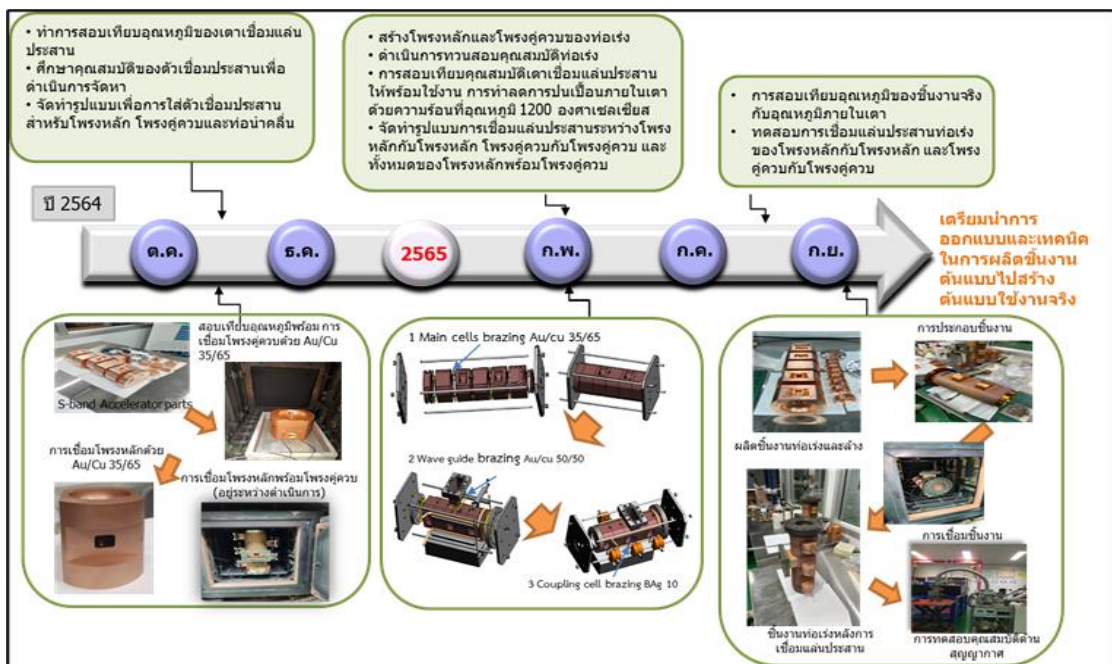 • ทำการสอบเทียบอุณหภูมิของเตาเชื่อมแล่น
ประสาน
• ศึกษาคุณสมบัติของตัวเชื่อมประสานเพื่อ
ดำเนินการจัดหา
• จัดทำรูปแบบเพื่อการใส่ตัวเชื่อมประสาน
สำหรับโพรงหลัก โพรงคู่ควบและท่อนำคลื่น
• สร้างโพรงหลักและโพรงคู่ควบของท่อเร่ง
• ดำเนินการทวนสอบคุณสมบัติท่อเร่ง
• การสอบเทียบคุณสมบัติเตาเชื่อมแล่นประสาน
ให้พร้อมใช้งาน การทำลดการปนเปื้อนภายในเตา
ด้วยความร้อนที่อุณหภูมิ 1200 องศาเซลเซียส
• จัดทำรูปแบบการเชื่อมแล่นประสานระหว่างโพรง
หลักกับโพรงหลัก โพรงคู่ควบกับโพรงคู่ควบ และ
ทั้งหมดของโพรงหลักพร้อมโพรงคู่ควบ
• การสอบเทียบอุณหภูมิของชิ้นงานจริง
กับอุณหภูมิภายในเตา
• ทดสอบการเชื่อมแล่นประสานท่อเร่ง
ของโพรงหลักกับโพรงหลัก และโพรง
คู่ควบกับโพรงคู่ควบ
ปี 2564
ต.ค.
ธ.ค.
2565
ก.พ.
ก.ค.
ก.ย.
เตรียมนำการ
ออกแบบและเทคนิค
ในการผลิตชิ้นงาน
ต้นแบบไปสร้าง
ต้นแบบใช้งานจริง
สอบเทียบอุณหภูมิพร้อม การ
เชื่อมโพรงคู่ควบด้วย Au/Cu
35/65
S-band Accelerator parts
การเชื่อมโพรงหลักด้วย
Au/Cu 35/65
การเชื่อมโพรงหลักพร้อมโพรงคู่ควบ
(อยู่ระหว่างดำเนินการ)
1 Main cells brazing Au/cu 35/65
2 Wave guide brazing Au/cu 50/50
3 Coupling cell brazing BAg 10
การประกอบชิ้นงาน
ผลิตชิ้นงานท่อเร่งและล้าง
การเชื่อมชิ้นงาน
ชิ้นงานท่อเร่งหลังการ
เชื่อมแล่นประสาน
การทดสอบคุณสมบัติด้าน
สุญญากาศ